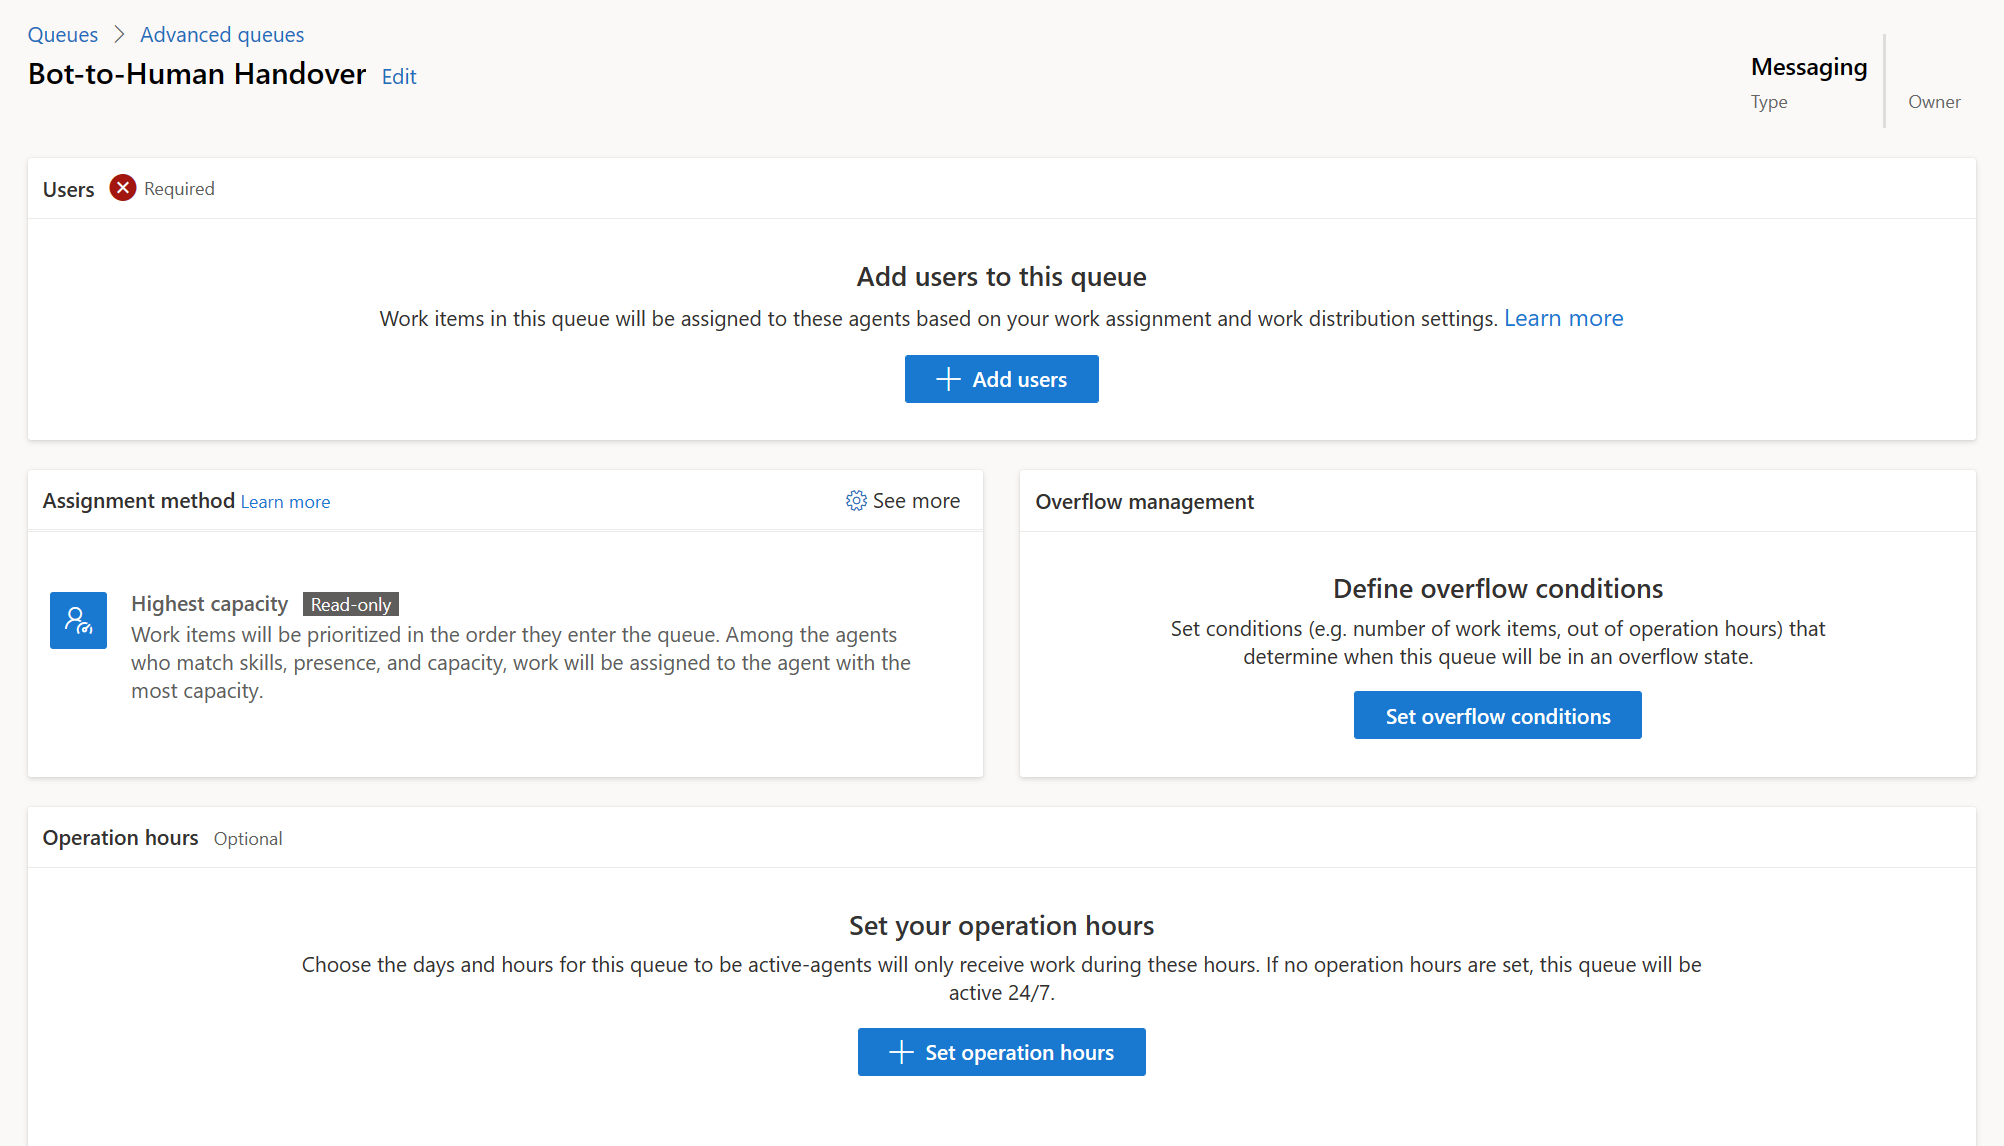 Queues > Advanced queues
Bot-to-Human Handover Edit
Messaging
Type
Owner
Users Required
Add users to this queue
Work items in this queue will be assigned to these agents based on your work assignment and work distribution settings. Learn more
Add users
Assignment method Learn more
See more
Highest capacity Read-only
Work items will be prioritized in the order they enter the queue. Among the agents
who match skills, presence, and capacity, work will be assigned to the agent with the
most capacity.
Overflow management
Define overflow conditions
Set conditions (e.g. number of work items, out of operation hours) that
determine when this queue will be in an overflow state.
Set overflow conditions
Operation hours Optional
Set your operation hours
Choose the days and hours for this queue to be active-agents will only receive work during these hours. If no operation hours are set, this queue will be
active 24/7.
Set operation hours